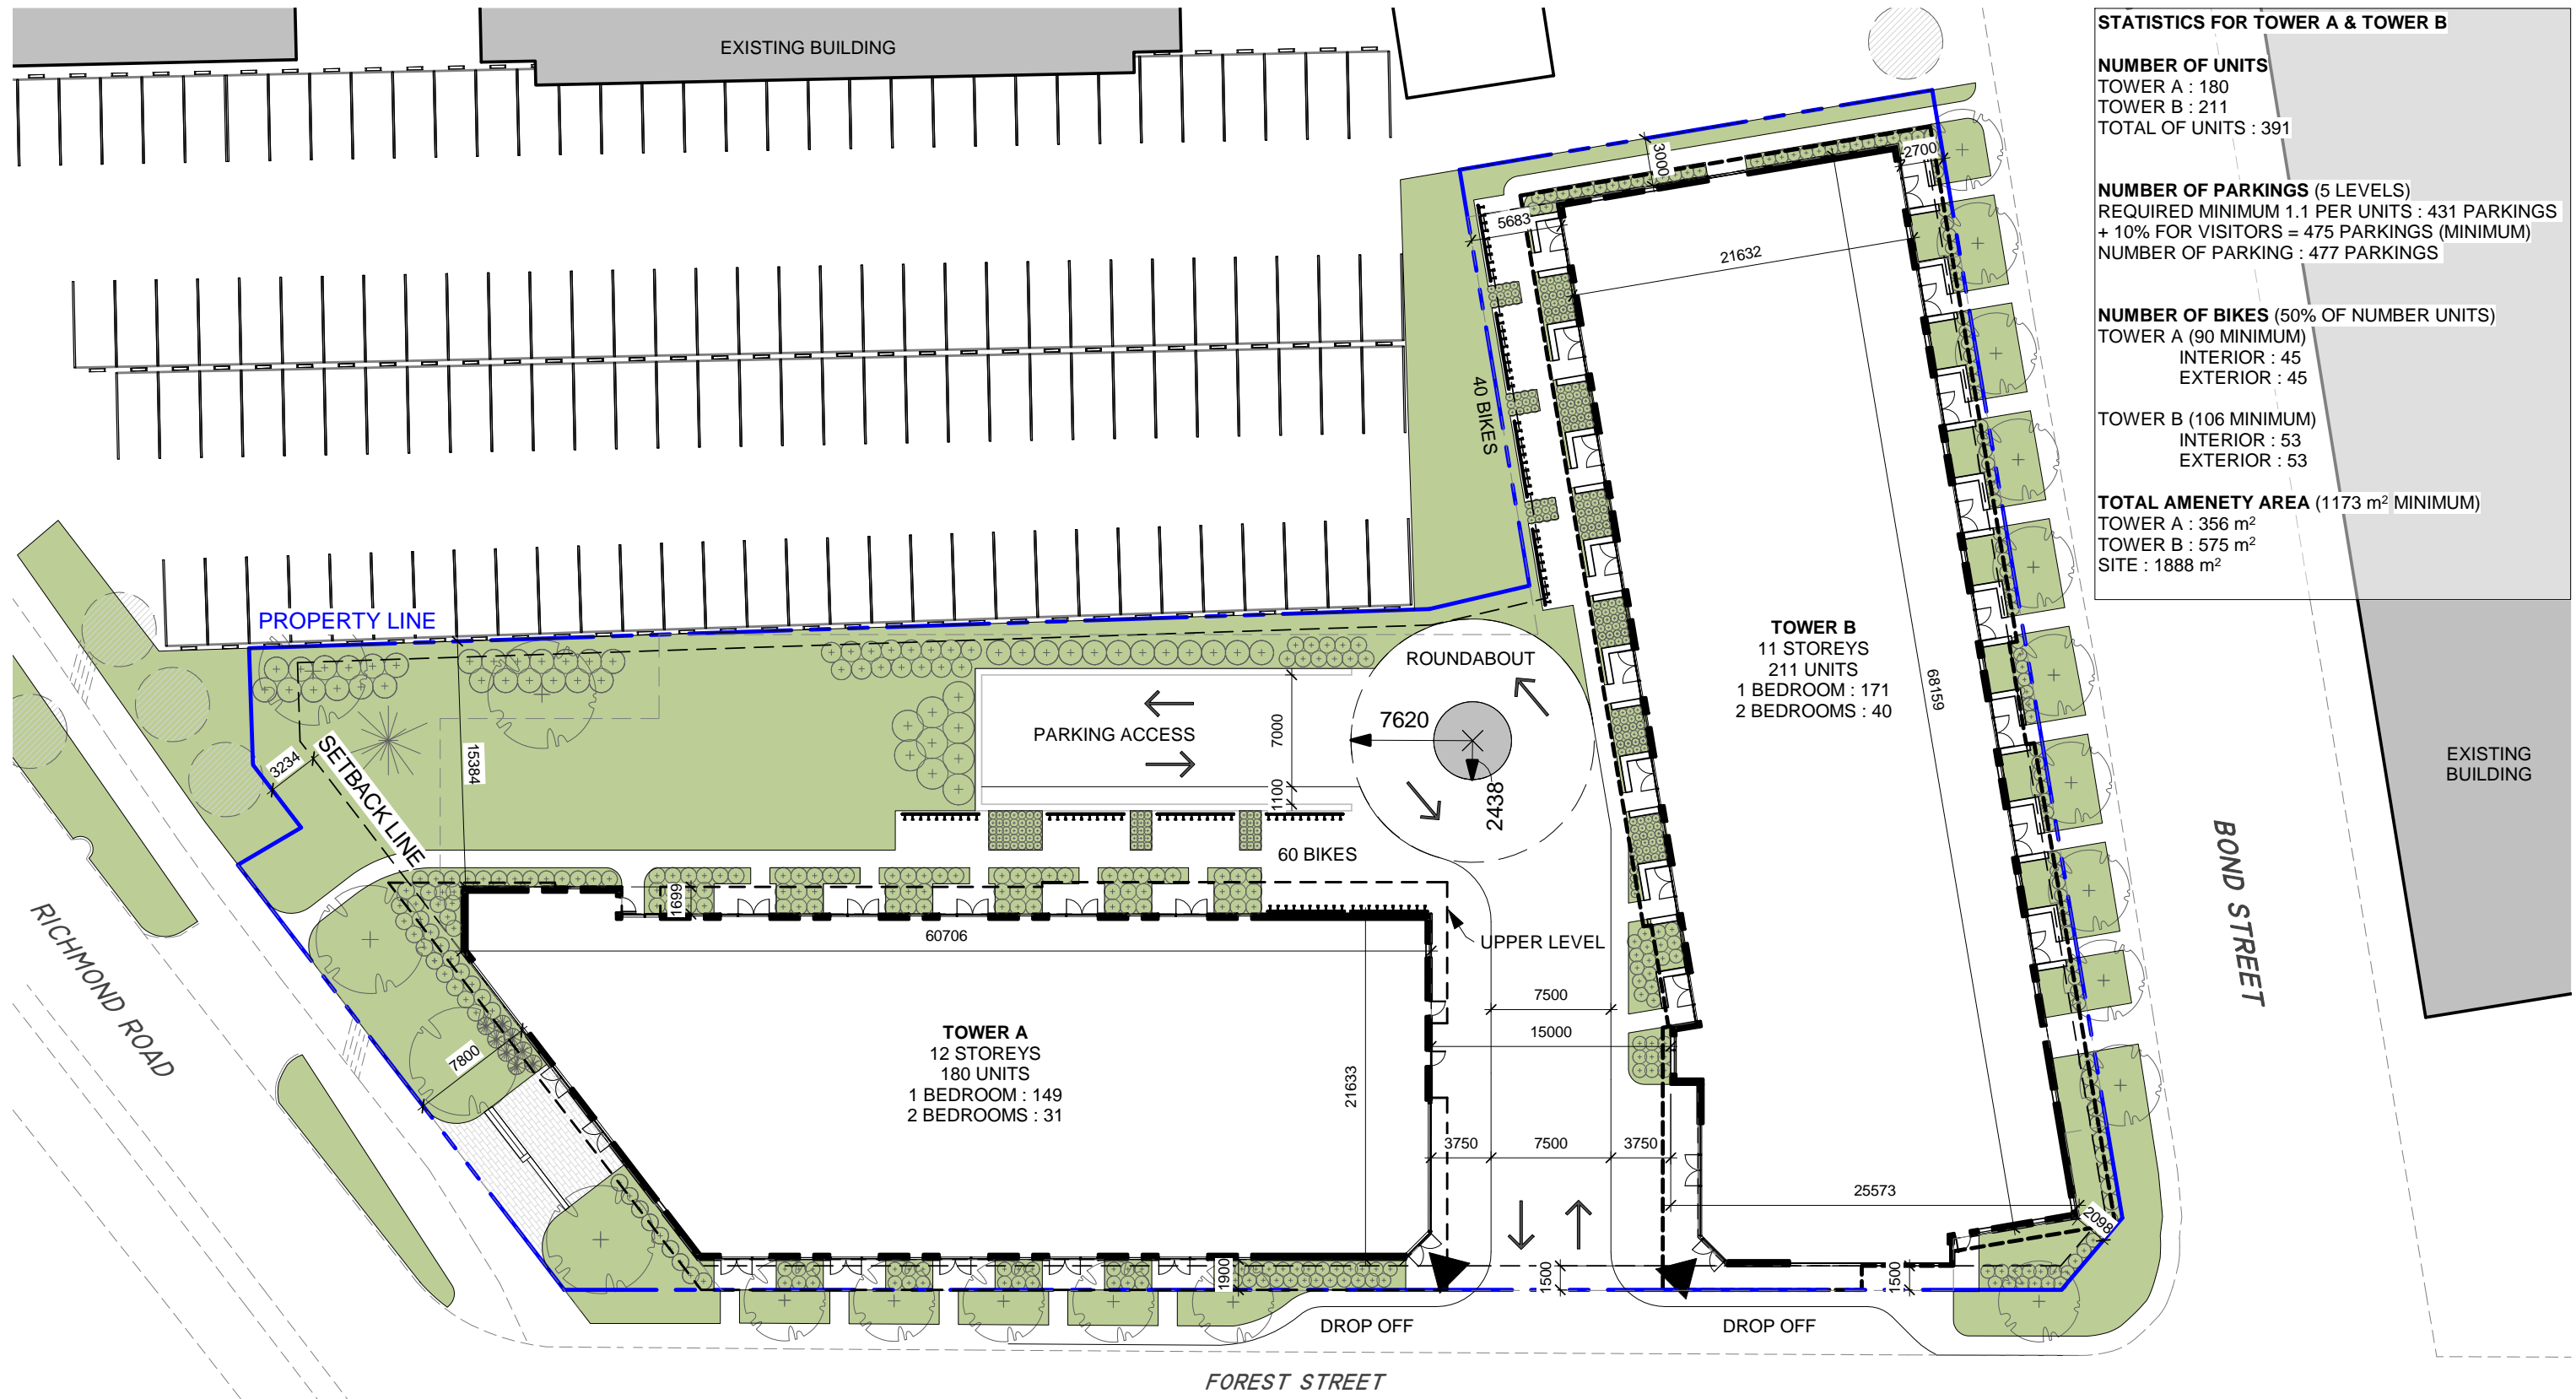 EXISTING BUILDING
STATISTICS FOR TOWER A & TOWER B
NUMBER OF UNITS
TOWER A : 180
TOWER B : 211
TOTAL OF UNITS : 391
NUMBER OF PARKINGS (5 LEVELS)
REQUIRED MINIMUM 1.1 PER UNITS : 431 PARKINGS
+ 10% FOR VISITORS = 475 PARKINGS (MINIMUM)
NUMBER OF PARKING : 477 PARKINGS
NUMBER OF BIKES (50% OF NUMBER UNITS)
TOWER A (90 MINIMUM)
INTERIOR : 45
EXTERIOR : 45
TOWER B (106 MINIMUM)
INTERIOR : 53
EXTERIOR : 53
TOTAL AMENETY AREA (1173 m² MINIMUM)
TOWER A : 356 m²
TOWER B : 575 m²
SITE : 1888 m²
3000
2700
5683
21632
40 BIKES
PROPERTY LINE
TOWER B
11 STOREYS
211 UNITS
1 BEDROOM : 171
2 BEDROOMS : 40
68159
ROUNDABOUT
7620
2438
PARKING ACCESS
7000
1100
15384
3234
SETBACK LINE
EXISTING
BUILDING
60 BIKES
1699
60706
UPPER LEVEL
RICHMOND ROAD
BOND STREET
7500
15000
TOWER A
12 STOREYS
180 UNITS
1 BEDROOM : 149
2 BEDROOMS : 31
7800
21633
3750
7500
3750
25573
2098
1900
1500
1500
DROP OFF
DROP OFF
FOREST STREET